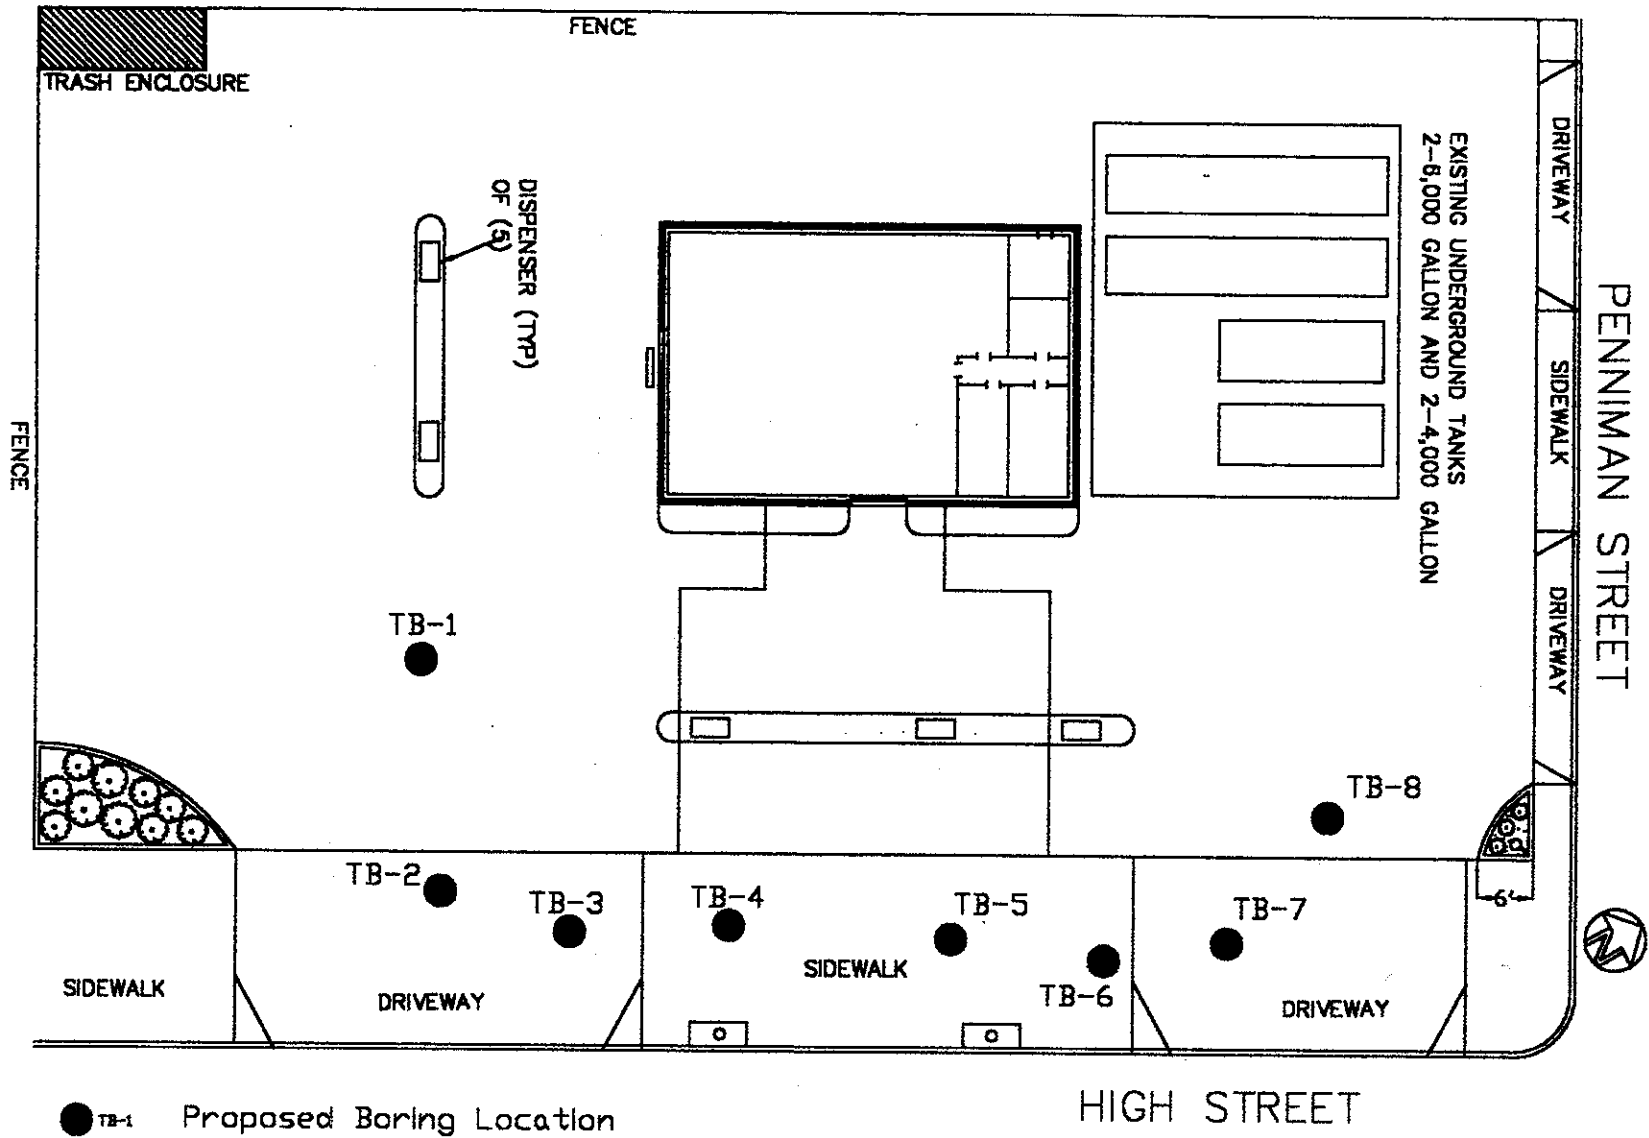 FENCE
TRASH ENCLOSURE
DISPENSER (TYP)
OF (5)
EXISTING UNDERGROUND TANKS
2-6,000 GALLON AND 2-4,000 GALLON
DRIVEWAY
SIDEWALK
DRIVEWAY
PENNIMAN STREET
FENCE
TB-1
TB-8
TB-2
TB-3
TB-4
TB-5
TB-6
TB-7
6'
SIDEWALK
DRIVEWAY
SIDEWALK
DRIVEWAY
N
HIGH STREET
TB-1 Proposed Boring Location